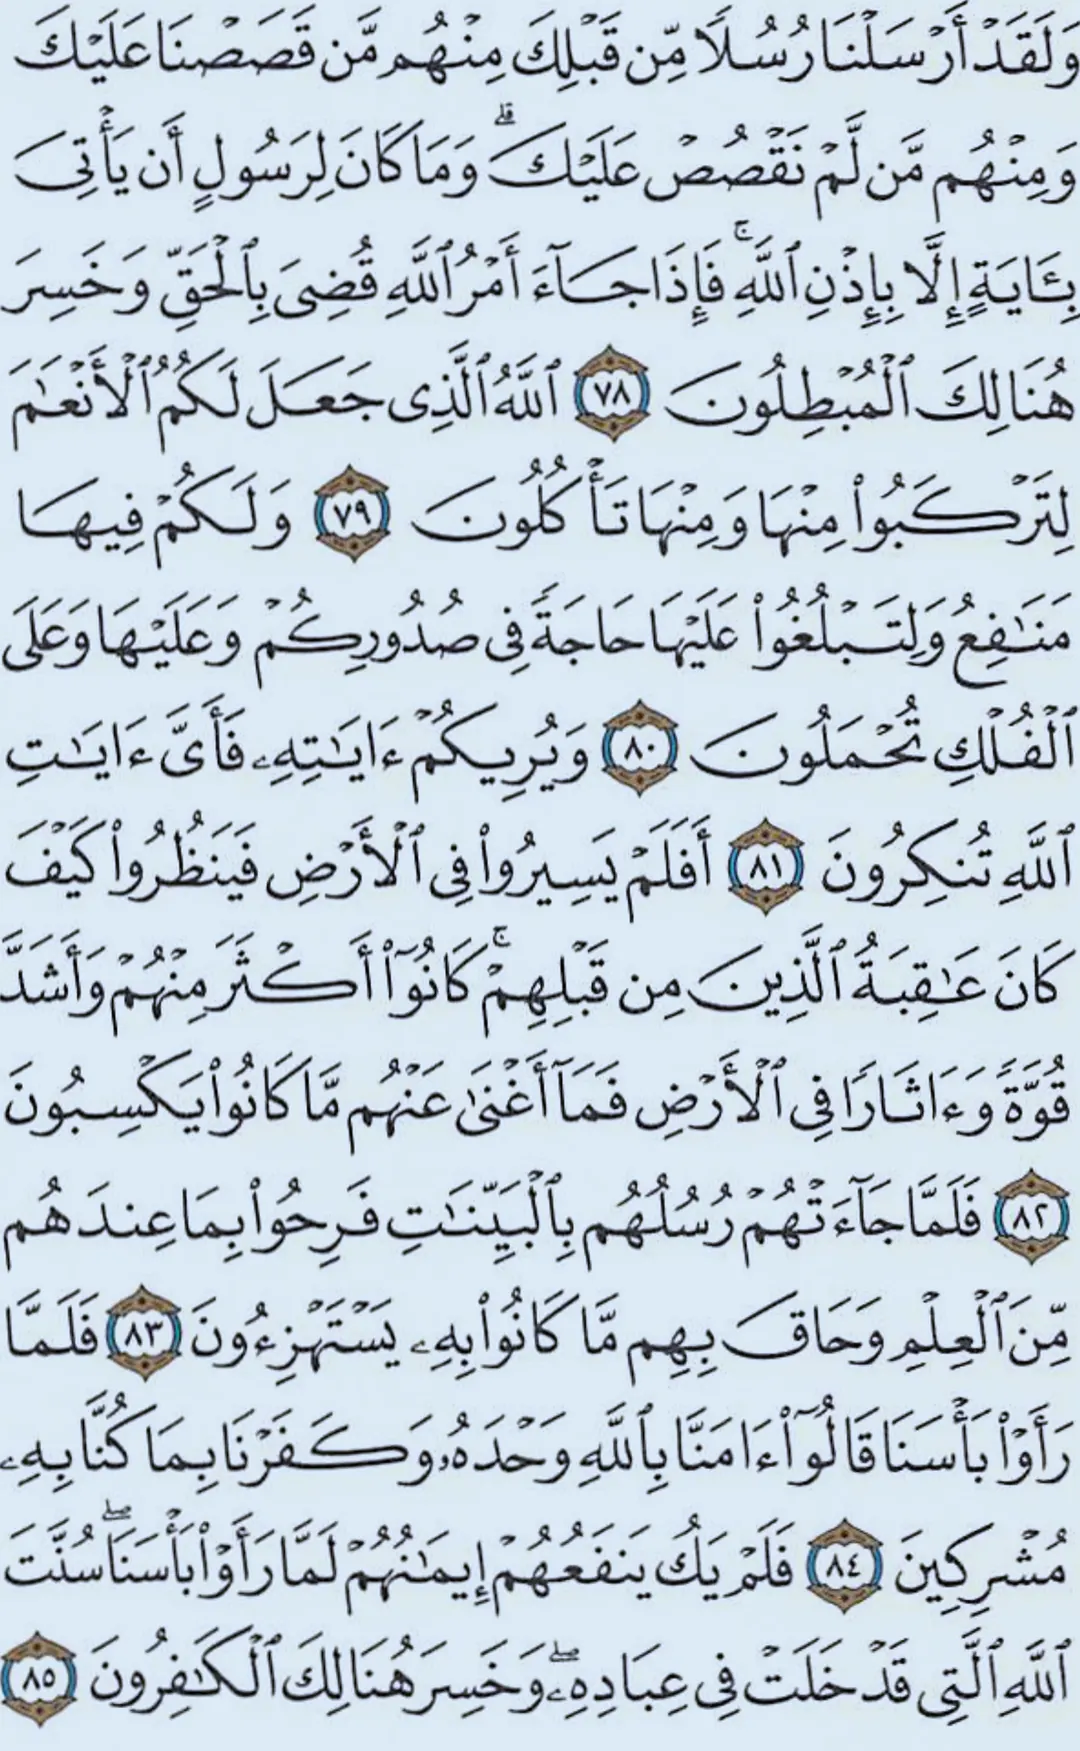 وَلَقَدْ أَرْسَلْنَا رُسُلًا مِّن قَبْلِكَ مِنْهُم مَّن قَصَصْنَا عَلَيْكَ
وَمِنْهُم مَّن لَّمْ نَقْصُصْ عَلَيْكَ ۗ وَمَا كَانَ لِرَسُولٍ أَن يَأْتِىَ
بِـَٔايَةٍ إِلَّا بِإِذْنِ ٱللَّهِ ۚ فَإِذَا جَآءَ أَمْرُ ٱللَّهِ قُضِىَ بِٱلْحَقِّ وَخَسِرَ
هُنَالِكَ ٱلْمُبْطِلُونَ ٧٨ ٱللَّهُ ٱلَّذِى جَعَلَ لَكُمُ ٱلْأَنْعَٰمَ
لِتَرْكَبُوا۟ مِنْهَا وَمِنْهَا تَأْكُلُونَ ٧٩ وَلَكُمْ فِيهَا
مَنَٰفِعُ وَلِتَبْلُغُوا۟ عَلَيْهَا حَاجَةً فِى صُدُورِكُمْ وَعَلَيْهَا وَعَلَى
ٱلْفُلْكِ تُحْمَلُونَ ٨٠ وَيُرِيكُمْ ءَايَٰتِهِۦ فَأَىَّ ءَايَٰتِ
ٱللَّهِ تُنكِرُونَ ٨١ أَفَلَمْ يَسِيرُوا۟ فِى ٱلْأَرْضِ فَيَنظُرُوا۟ كَيْفَ
كَانَ عَٰقِبَةُ ٱلَّذِينَ مِن قَبْلِهِمْ ۚ كَانُوٓا۟ أَكْثَرَ مِنْهُمْ وَأَشَدَّ
قُوَّةً وَءَاثَارًا فِى ٱلْأَرْضِ فَمَآ أَغْنَىٰ عَنْهُم مَّا كَانُوا۟ يَكْسِبُونَ
٨٢ فَلَمَّا جَآءَتْهُمْ رُسُلُهُم بِٱلْبَيِّنَٰتِ فَرِحُوا۟ بِمَا عِندَهُم
مِّنَ ٱلْعِلْمِ وَحَاقَ بِهِم مَّا كَانُوا۟ بِهِۦ يَسْتَهْزِءُونَ ٨٣ فَلَمَّا
رَأَوْا۟ بَأْسَنَا قَالُوٓا۟ ءَامَنَّا بِٱللَّهِ وَحْدَهُۥ وَكَفَرْنَا بِمَا كُنَّا بِهِۦ
مُشْرِكِينَ ٨٤ فَلَمْ يَكُ يَنفَعُهُمْ إِيمَٰنُهُمْ لَمَّا رَأَوْا۟ بَأْسَنَا ۖ سُنَّتَ
ٱللَّهِ ٱلَّتِى قَدْ خَلَتْ فِى عِبَادِهِۦ ۖ وَخَسِرَ هُنَالِكَ ٱلْكَٰفِرُونَ ٨٥